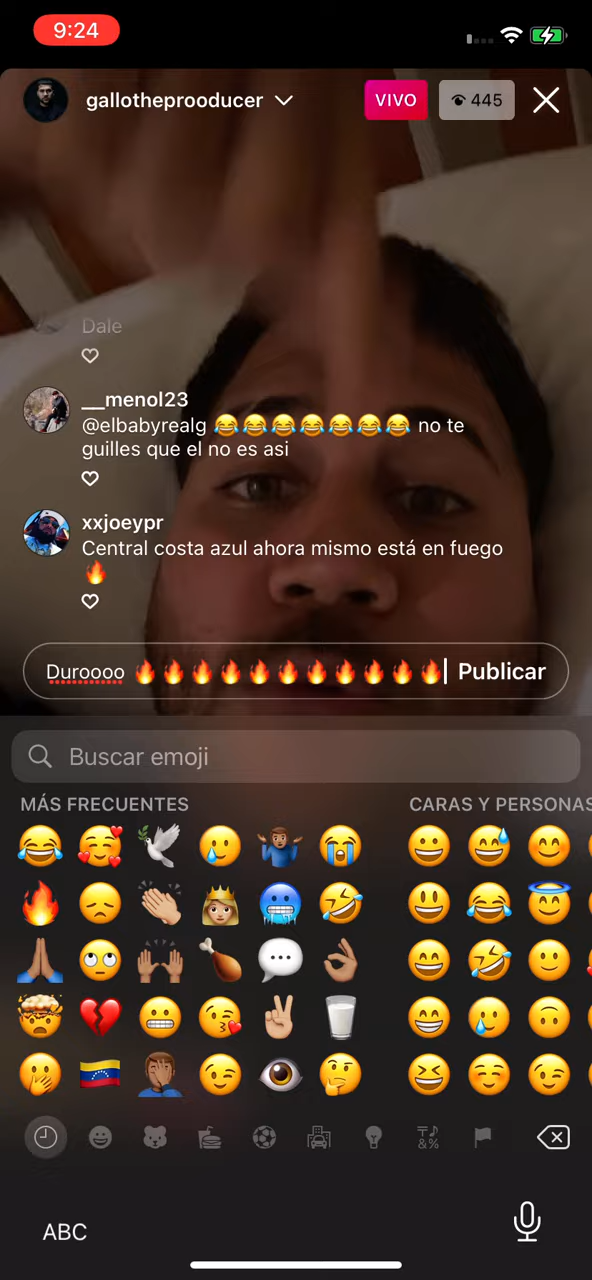 9:24
gallotheprooducer
VIVO
445
Dale
__menol23
@elbabyrealg 😂😂😂😂😂😂😂 no te
guilles que el no es asi
xxjoeypr
Central costa azul ahora mismo está en fuego
🔥
Duroooo 🔥🔥🔥🔥🔥🔥🔥🔥🔥🔥🔥 Publicar
Buscar emoji
MÁS FRECUENTES
CARAS Y PERSONAS
ABC